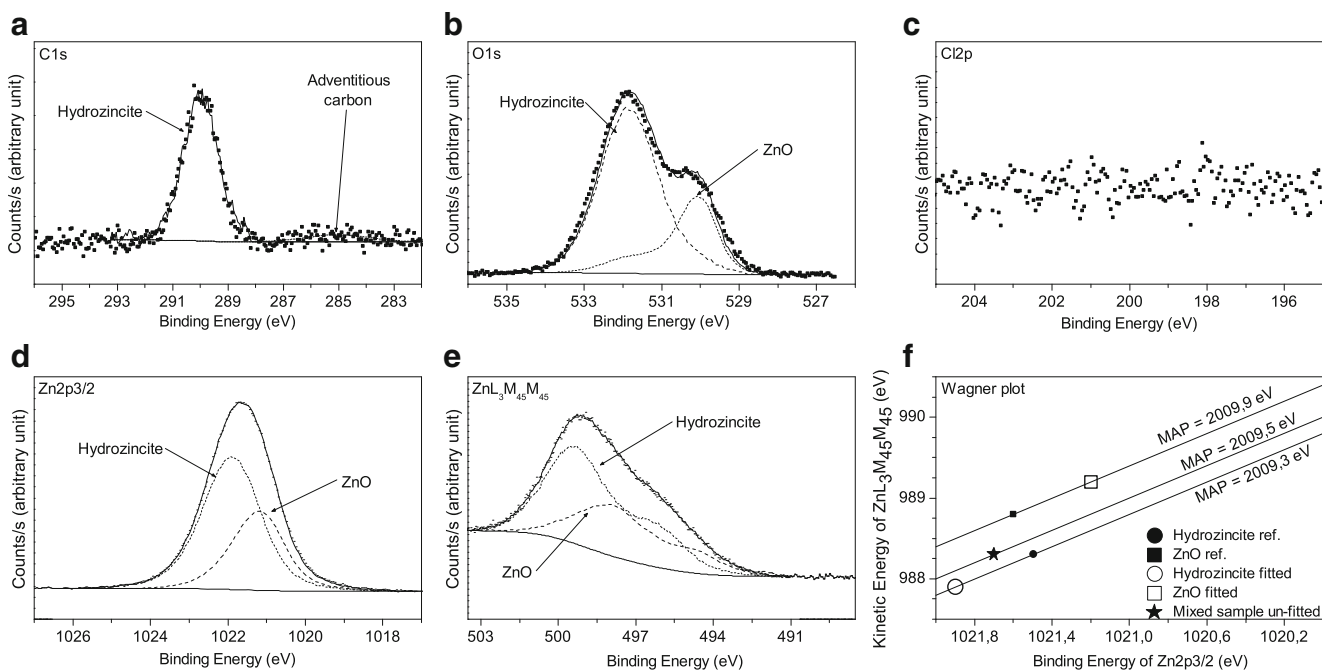 a
C1s
Counts/s (arbitrary unit)
Hydrozincite
Adventitious
carbon
295 293 291 289 287 285 283
Binding Energy (eV)
b
O1s
Counts/s (arbitrary unit)
Hydrozincite
ZnO
535 533 531 529 527
Binding Energy (eV)
c
Cl2p
Counts/s (arbitrary unit)
204 202 200 198 196
Binding Energy (eV)
d
Zn2p3/2
Counts/s (arbitrary unit)
Hydrozincite
ZnO
1026 1024 1022 1020 1018
Binding Energy (eV)
e
ZnL3M45M45
Counts/s (arbitrary unit)
Hydrozincite
ZnO
503 500 497 494 491
Binding Energy (eV)
f
Wagner plot
Kinetic Energy of ZnL3M45M45 (eV)
990
989
988
MAP = 2009,9 eV
MAP = 2009,5 eV
MAP = 2009,3 eV
Hydrozincite ref.
ZnO ref.
Hydrozincite fitted
ZnO fitted
Mixed sample un-fitted
1021,8 1021,4 1021,0 1020,6 1020,2
Binding Energy of Zn2p3/2 (eV)